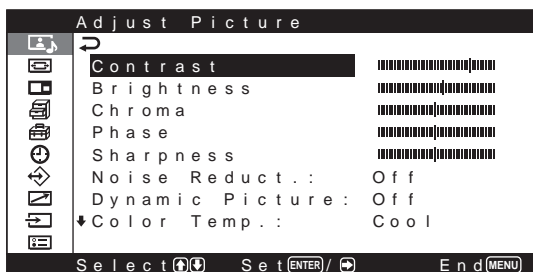 Adjust Picture
Contrast
Brightness
Chroma
Phase
Sharpness
Noise Reduct.: Off
Dynamic Picture: Off
Color Temp.: Cool
Select Set ENTER / End MENU